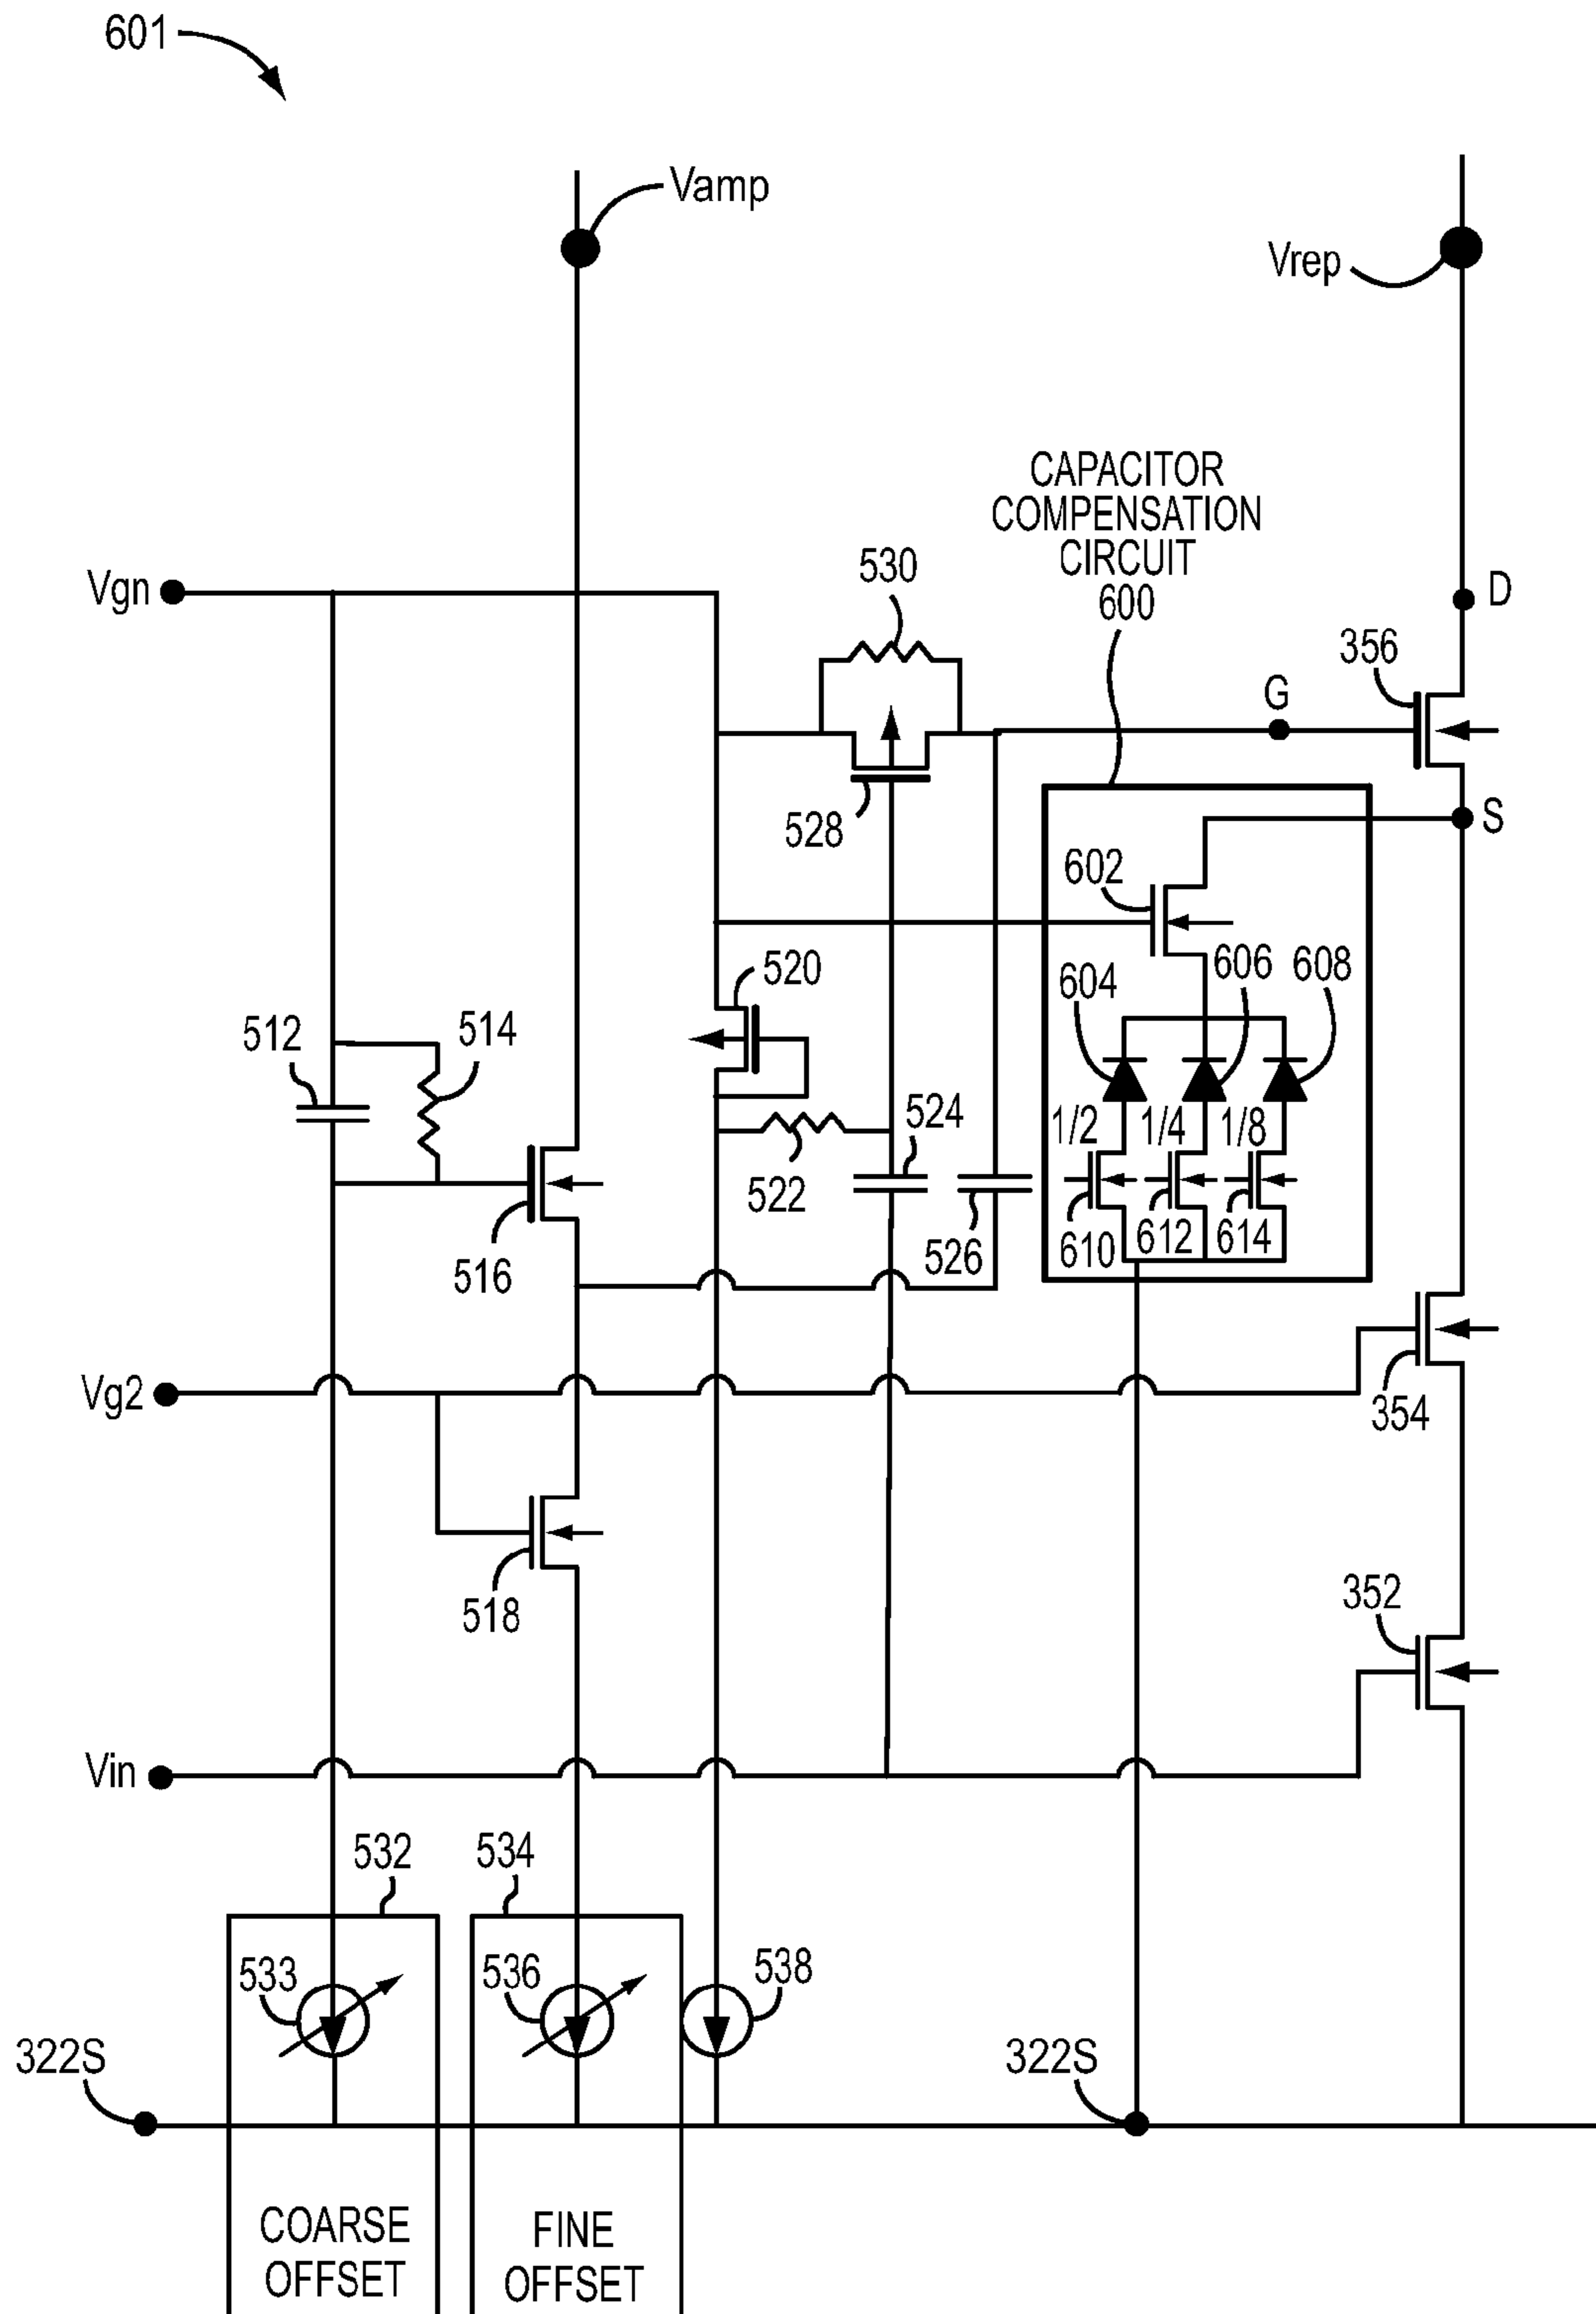 601
Vamp
Vrep
CAPACITOR
COMPENSATION
CIRCUIT
600
530
Vgn
D
356
G
528
S
602
520
606
608
604
512
514
524
1/2
1/4
1/8
522
526
610
612
614
516
Vg2
354
518
352
Vin
532
534
533
536
538
322S
322S
COARSE
OFFSET
FINE
OFFSET